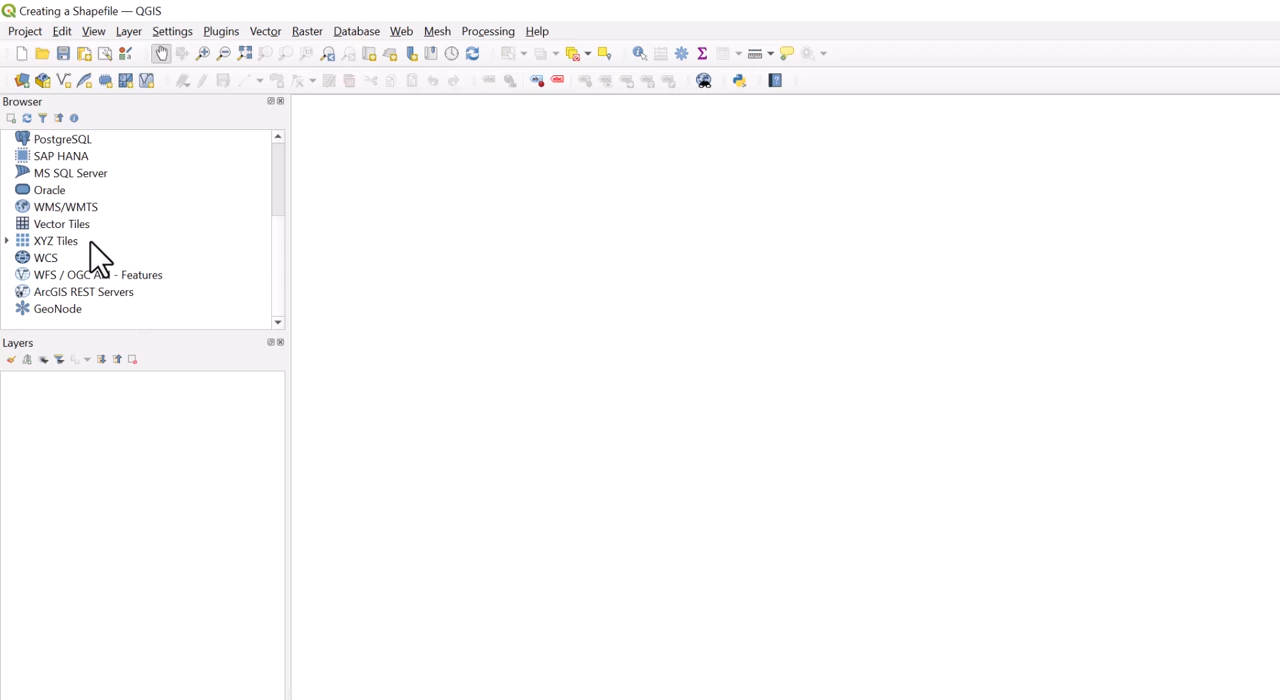 Creating a Shapefile — QGIS
Project Edit View Layer Settings Plugins Vector Raster Database Web Mesh Processing Help
Browser
PostgreSQL
SAP HANA
MS SQL Server
Oracle
WMS/WMTS
Vector Tiles
XYZ Tiles
WCS
WFS / OGC - Features
ArcGIS REST Servers
GeoNode
Layers